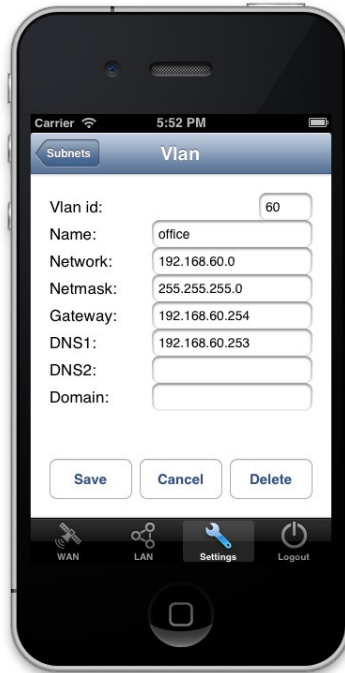 Carrier 5:52 PM
Subnets Vlan
Vlan id: 60
Name: office
Network: 192.168.60.0
Netmask: 255.255.255.0
Gateway: 192.168.60.254
DNS1: 192.168.60.253
DNS2:
Domain:
Save Cancel Delete
WAN LAN Settings Logout